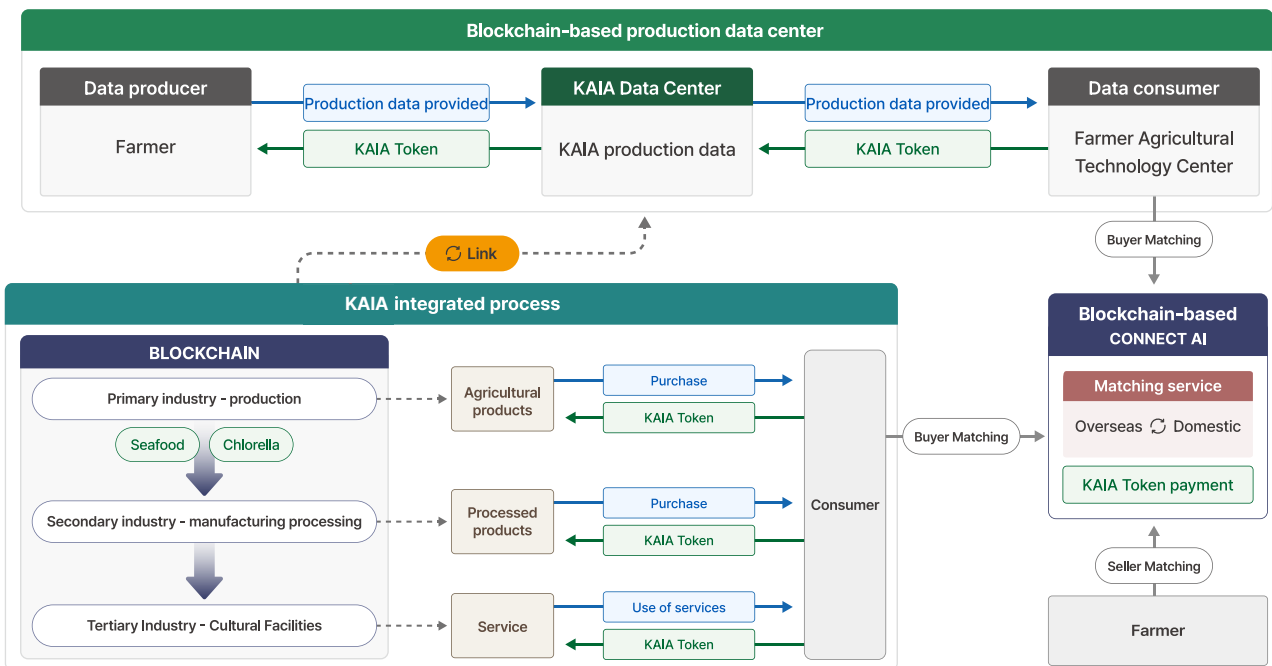 Blockchain-based production data center
Data producer
Farmer
Production data provided
KAIA Token
KAIA Data Center
KAIA production data
Production data provided
KAIA Token
Data consumer
Farmer Agricultural
Technology Center
Buyer Matching
Link
KAIA integrated process
BLOCKCHAIN
Primary industry - production
Seafood
Chlorella
Secondary industry - manufacturing processing
Tertiary Industry - Cultural Facilities
Agricultural
products
Purchase
KAIA Token
Processed
products
Purchase
KAIA Token
Service
Use of services
KAIA Token
Consumer
Buyer Matching
Blockchain-based
CONNECT AI
Matching service
Overseas Domestic
KAIA Token payment
Seller Matching
Farmer